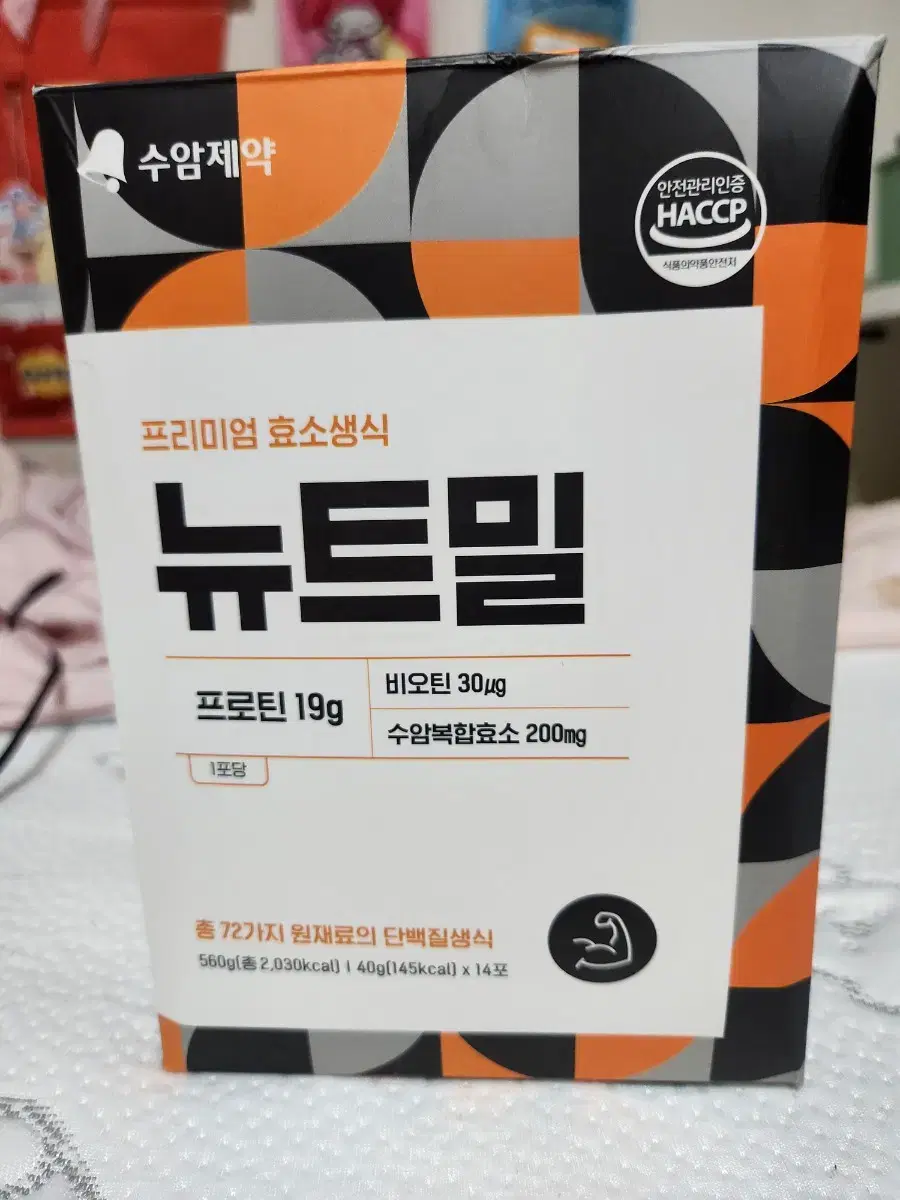 수암제약
안전관리인증
HACCP
식품의약품안전처
프리미엄 효소생식
뉴트밀
프로틴 19g
비오틴 30㎍
수암복합효소 200mg
1포당
총 72가지 원재료의 단백질생식
560g(총 2,030kcal) I 40g(145kcal) x 14포